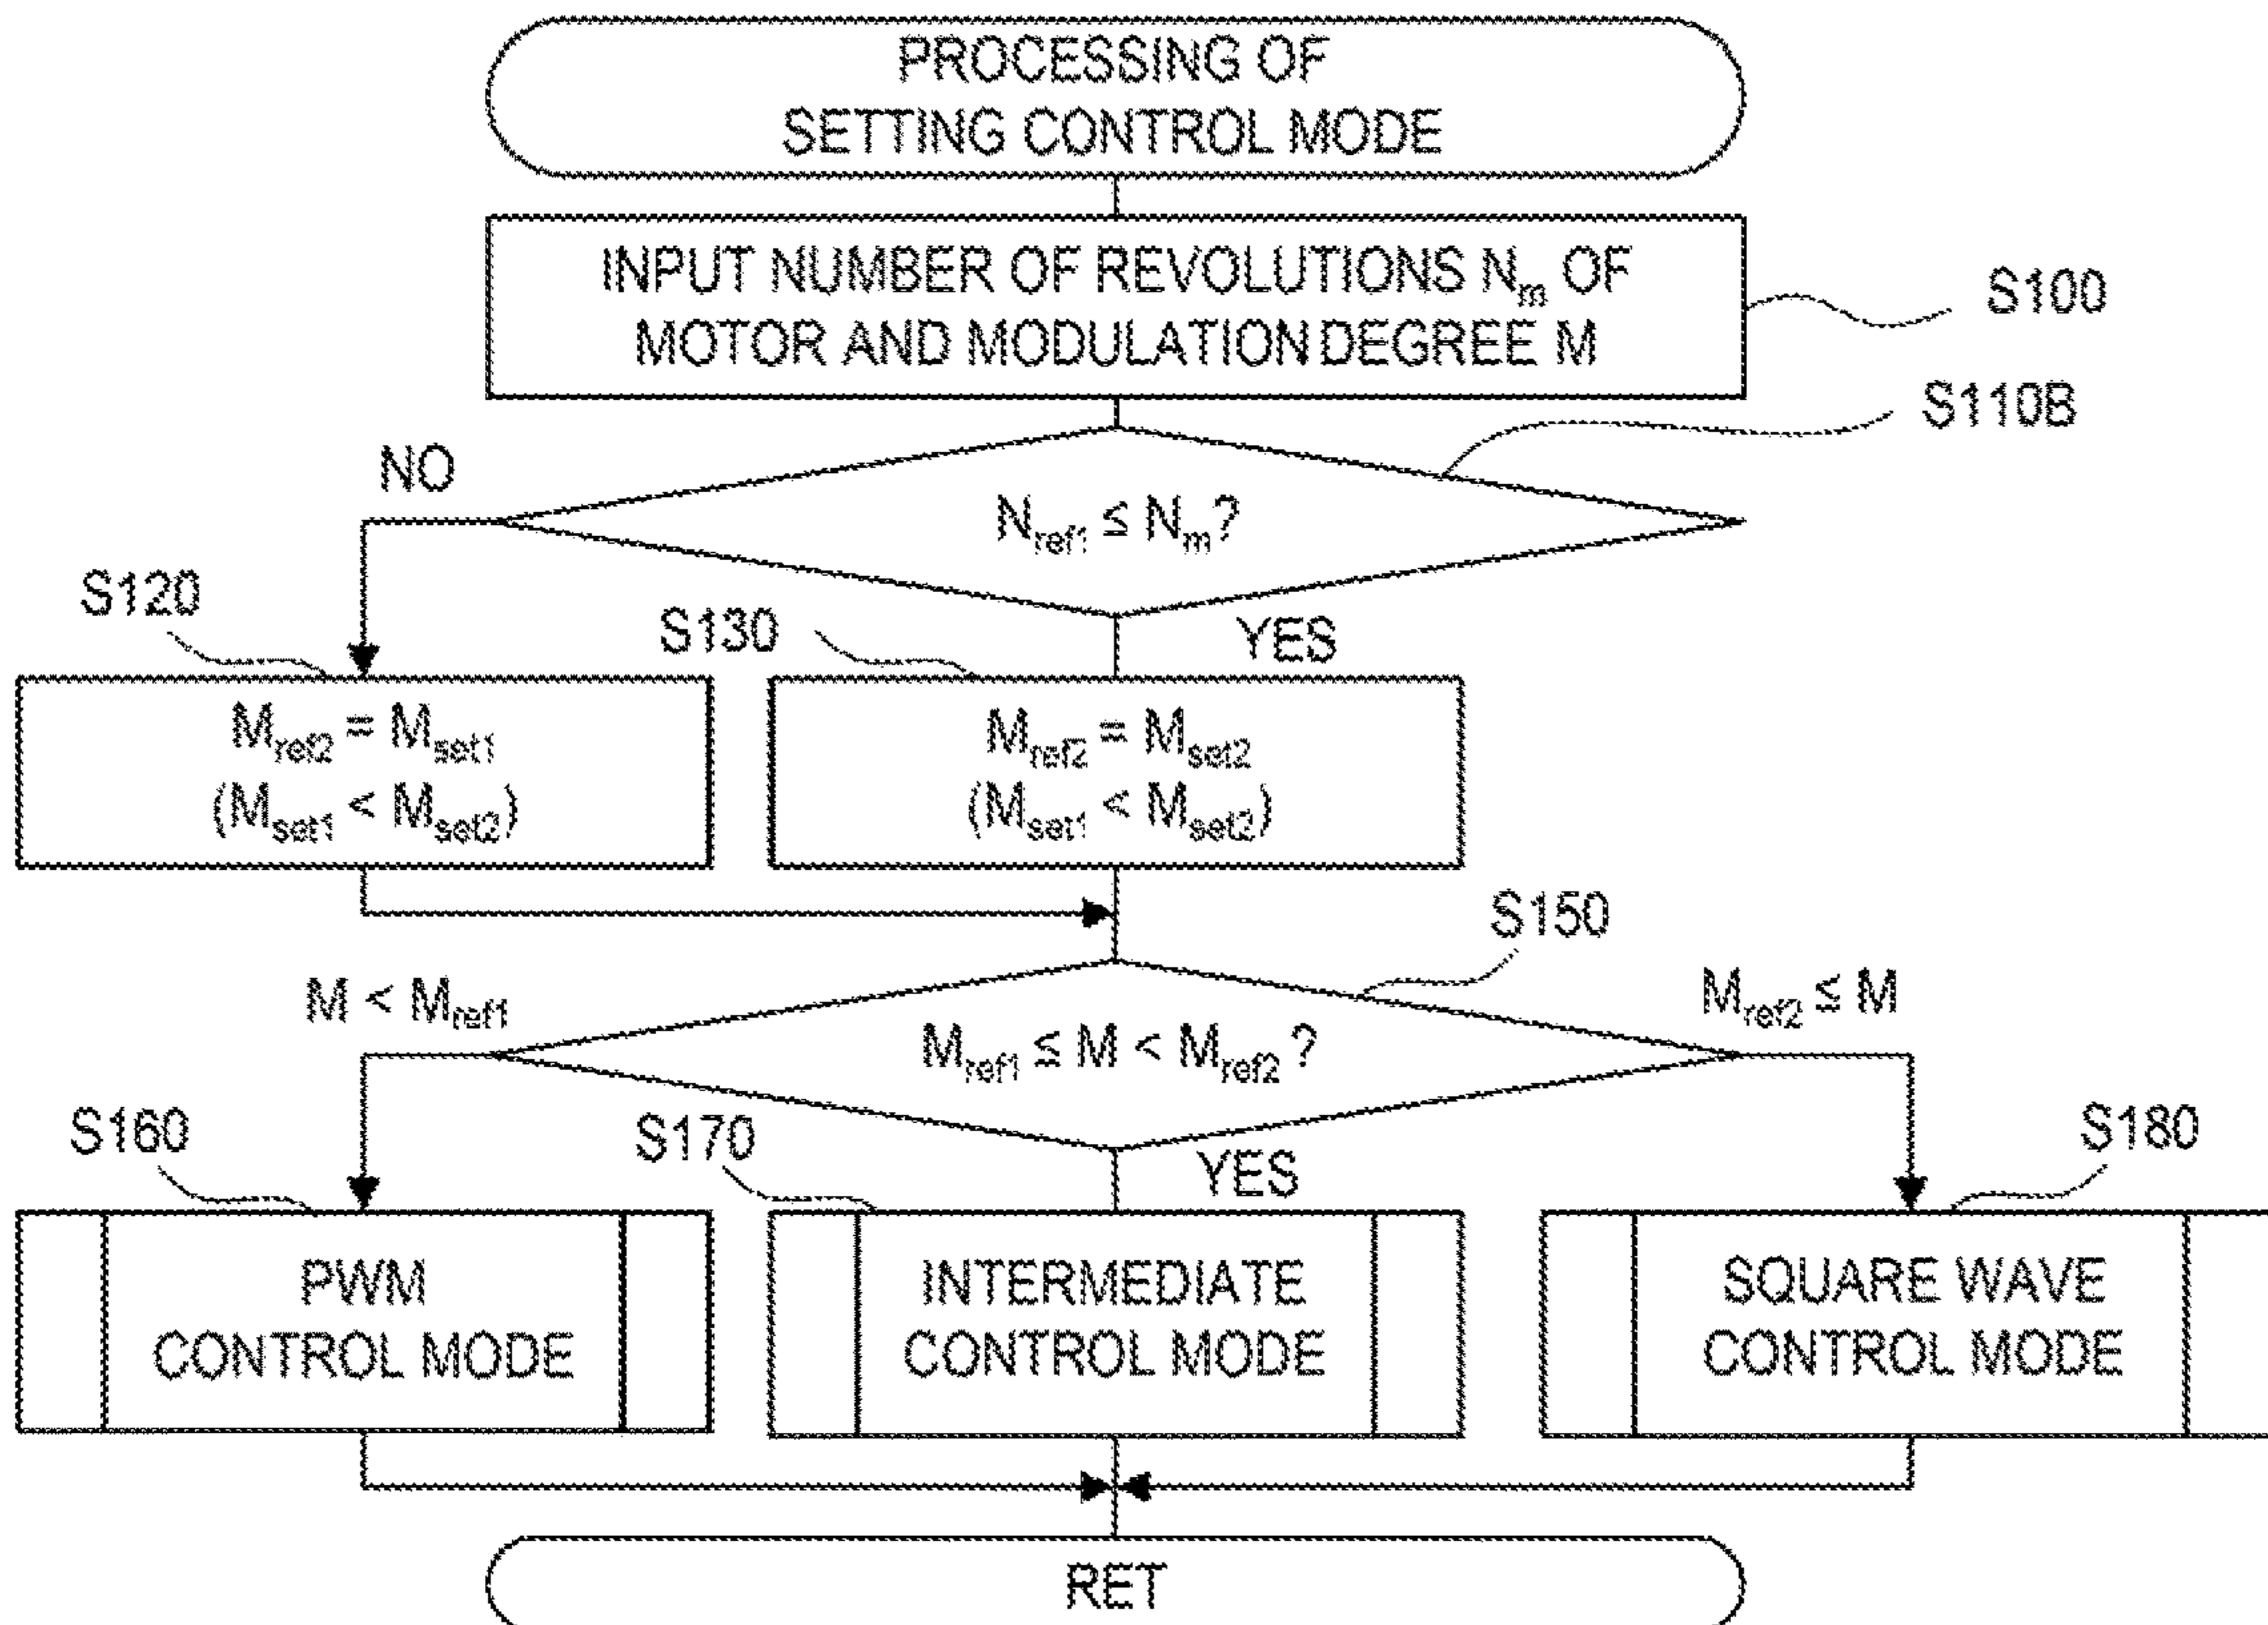 PROCESSING OF
SETTING CONTROL MODE
INPUT NUMBER OF REVOLUTIONS Nm OF
MOTOR AND MODULATION DEGREE M
S100
S110B
NO
Nref1 ≦ Nm?
YES
S120
Mref2 = Mset1
(Mset1 < Mset2)
S130
Mref2 = Mset2
(Mset1 < Mset2)
S150
M < Mref1
Mref1 ≦ M < Mref2 ?
Mref2 ≦ M
YES
S160
PWM
CONTROL MODE
S170
INTERMEDIATE
CONTROL MODE
S180
SQUARE WAVE
CONTROL MODE
RET